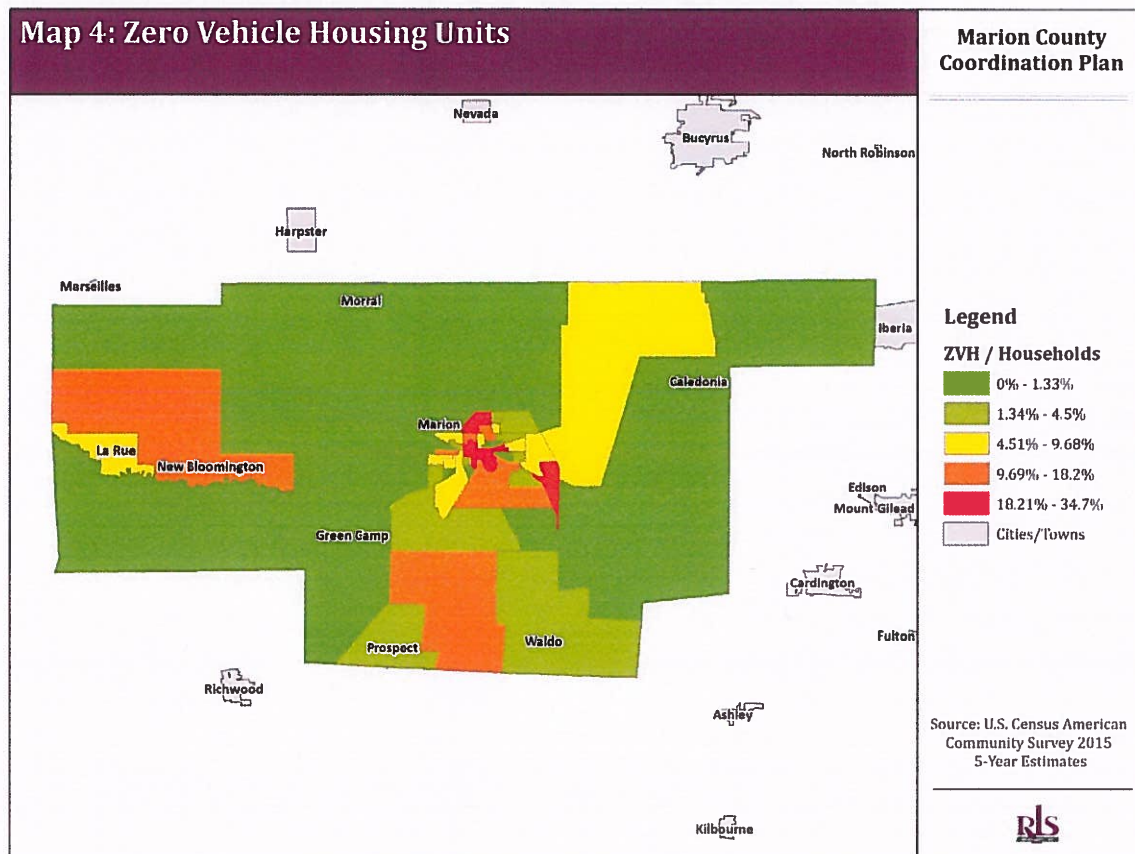 Map 4: Zero Vehicle Housing Units
Marion County
Coordination Plan
Nevada
Bucyrus
North Robinson
Harpster
Marseilles
Morral
Iberia
Caledonia
Marion
La Rue
New Bloomington
Edison
Mount Gilead
Green Camp
Cardington
Fulton
Prospect
Waldo
Richwood
Ashley
Kilbourne
Legend
ZVH / Households
0% - 1.33%
1.34% - 4.5%
4.51% - 9.68%
9.69% - 18.2%
18.21% - 34.7%
Cities/Towns
Source: U.S. Census American
Community Survey 2015
5-Year Estimates
RLS